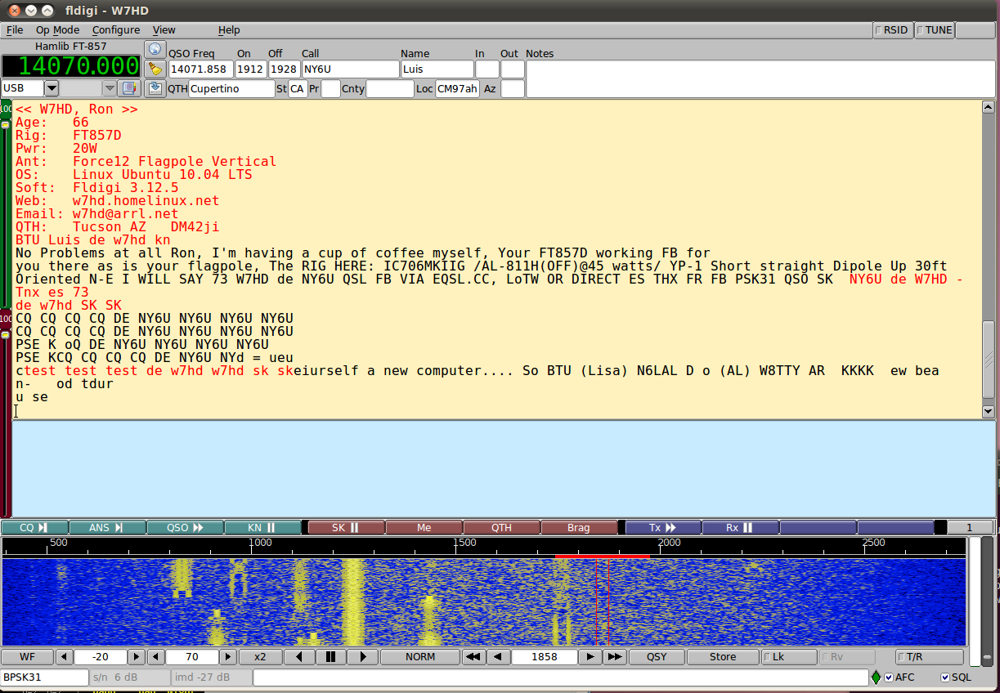 fldigi - W7HD
File Op Mode Configure View Help RSID TUNE
Hamlib FT-857
14070.000
QSO Freq On Off Call Name In Out Notes
14071.858 1912 1928 NY6U Luis
USB QTH Cupertino St CA Pr Cnty Loc CM97ah Az
100
<< W7HD, Ron >>
Age: 66
Rig: FT857D
Pwr: 20W
Ant: Force12 Flagpole Vertical
OS: Linux Ubuntu 10.04 LTS
Soft: Fldigi 3.12.5
Web: w7hd.homelinux.net
Email: w7hd@arrl.net
QTH: Tucson AZ DM42ji
BTU Luis de w7hd kn
No Problems at all Ron, I'm having a cup of coffee myself, Your FT857D working FB for
you there as is your flagpole, The RIG HERE: IC706MKIIG /AL-811H(OFF)@45 watts/ YP-1 Short straight Dipole Up 30ft
Oriented N-E I WILL SAY 73 W7HD de NY6U QSL FB VIA EQSL.CC, LoTW OR DIRECT ES THX FR FB PSK31 QSO SK NY6U de W7HD -
Tnx es 73
de w7hd SK SK
100
CQ CQ CQ CQ DE NY6U NY6U NY6U NY6U
CQ CQ CQ CQ DE NY6U NY6U NY6U NY6U
PSE K oQ DE NY6U NY6U NY6U NY6U
PSE KCQ CQ CQ CQ DE NY6U NYd = ueu
ctest test test de w7hd w7hd sk skeiurself a new computer.... So BTU (Lisa) N6LAL D o (AL) W8TTY AR KKKK ew bea
n- od tdur
u se
CQ ANS QSO KN SK Me QTH Brag Tx Rx 1
500 1000 1500 2000 2500
WF -20 70 x2 NORM 1858 QSY Store Lk Rv T/R
BPSK31 s/n 6 dB imd -27 dB AFC SQL